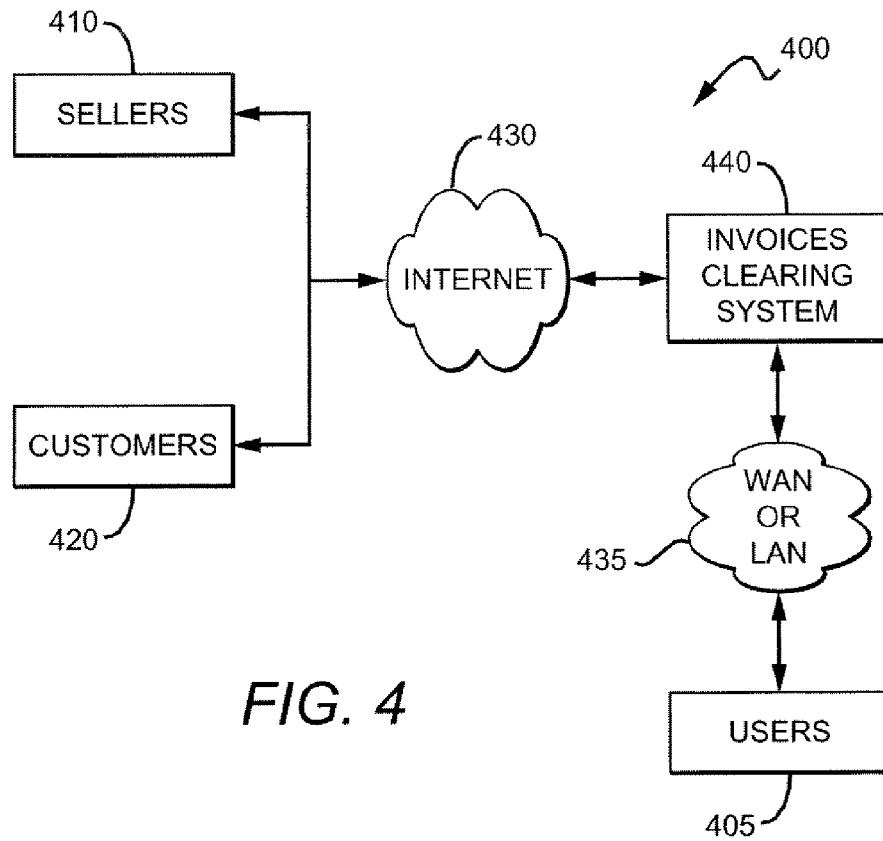 410
SELLERS
400
430
440
INTERNET
INVOICES
CLEARING
SYSTEM
CUSTOMERS
420
WAN
OR
LAN
435
FIG. 4
USERS
405